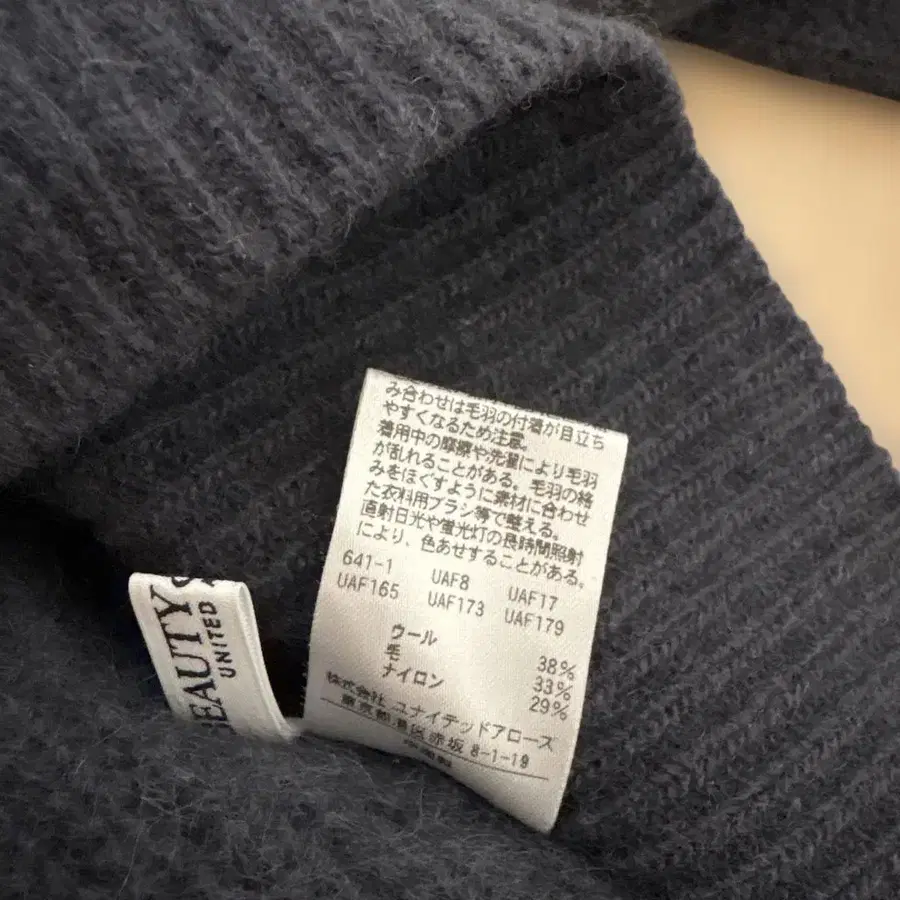 み合わせは毛羽の付着が目立ち
やすくなるため注意。
着用中の摩擦や洗濯により毛羽
が乱れることがある。毛羽の絡
みをほぐすように素材に合わせ
た衣料用ブラシ等で整える。
直射日光や蛍光灯の長時間照射
により、色あせすることがある。
641-1 UAF8 UAF17
UAF165 UAF173 UAF179
ウール 38%
毛 33%
ナイロン 29%
株式会社 ユナイテッドアローズ
東京都港区赤坂 8-1-19
中国製
BEAUTY &
UNITED